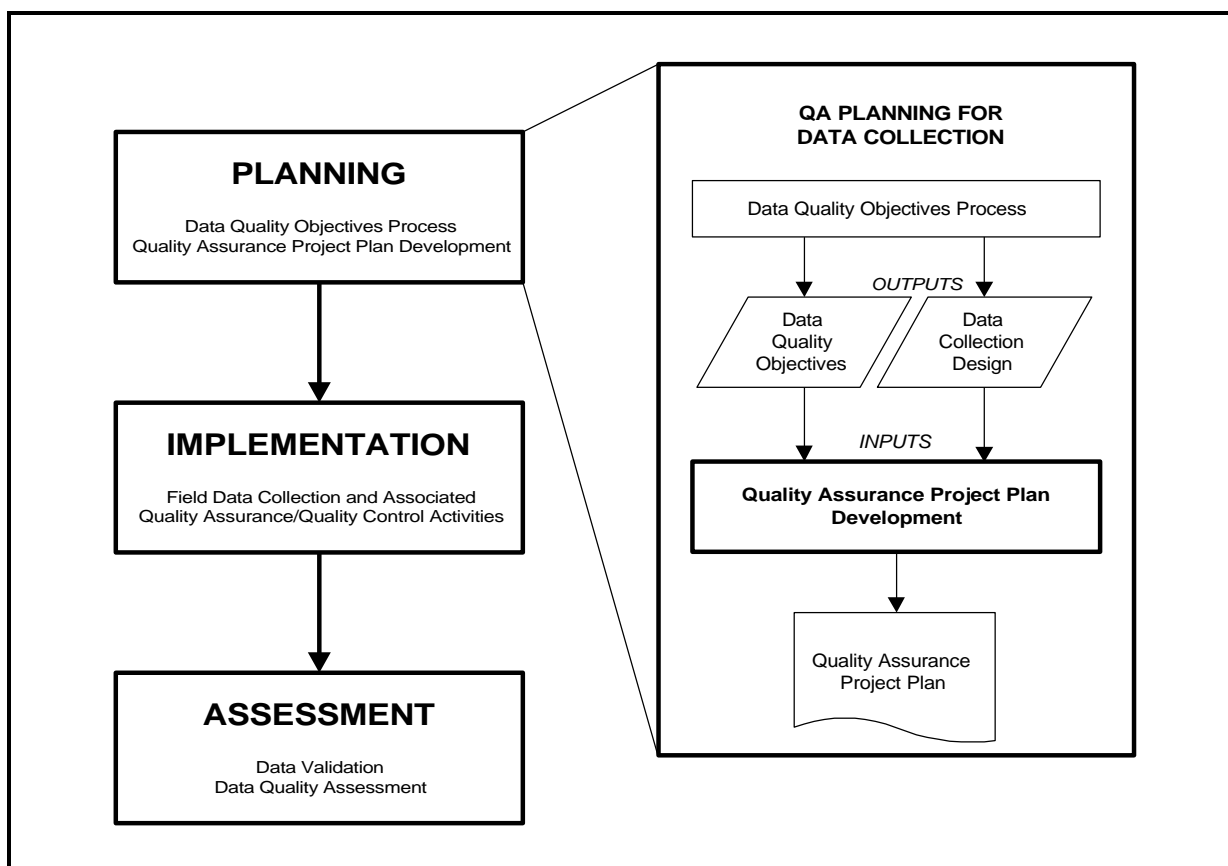 PLANNING
Data Quality Objectives Process
Quality Assurance Project Plan Development
IMPLEMENTATION
Field Data Collection and Associated
Quality Assurance/Quality Control Activities
ASSESSMENT
Data Validation
Data Quality Assessment
QA PLANNING FOR
DATA COLLECTION
Data Quality Objectives Process
OUTPUTS
Data
Quality
Objectives
Data
Collection
Design
INPUTS
Quality Assurance Project Plan
Development
Quality Assurance
Project Plan